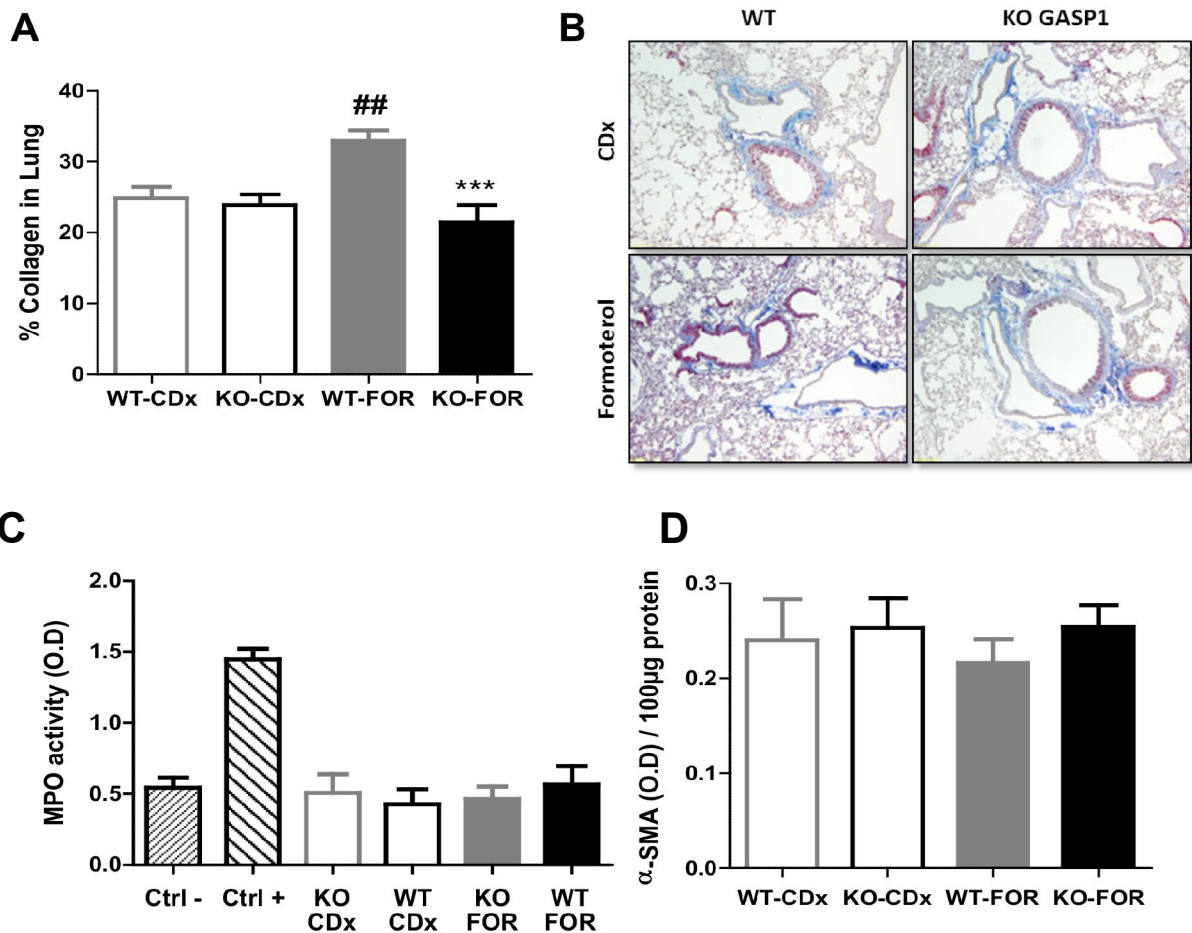 A
% Collagen in Lung
40
30
20
10
0
##
***
WT-CDx KO-CDx WT-FOR KO-FOR
B
WT KO GASP1
CDx
Formoterol
C
MPO activity (O.D)
2.0
1.5
1.0
0.5
0.0
Ctrl - Ctrl + KO CDx WT CDx KO FOR WT FOR
D
α-SMA (O.D) / 100µg protein
0.3
0.2
0.1
0.0
WT-CDx KO-CDx WT-FOR KO-FOR